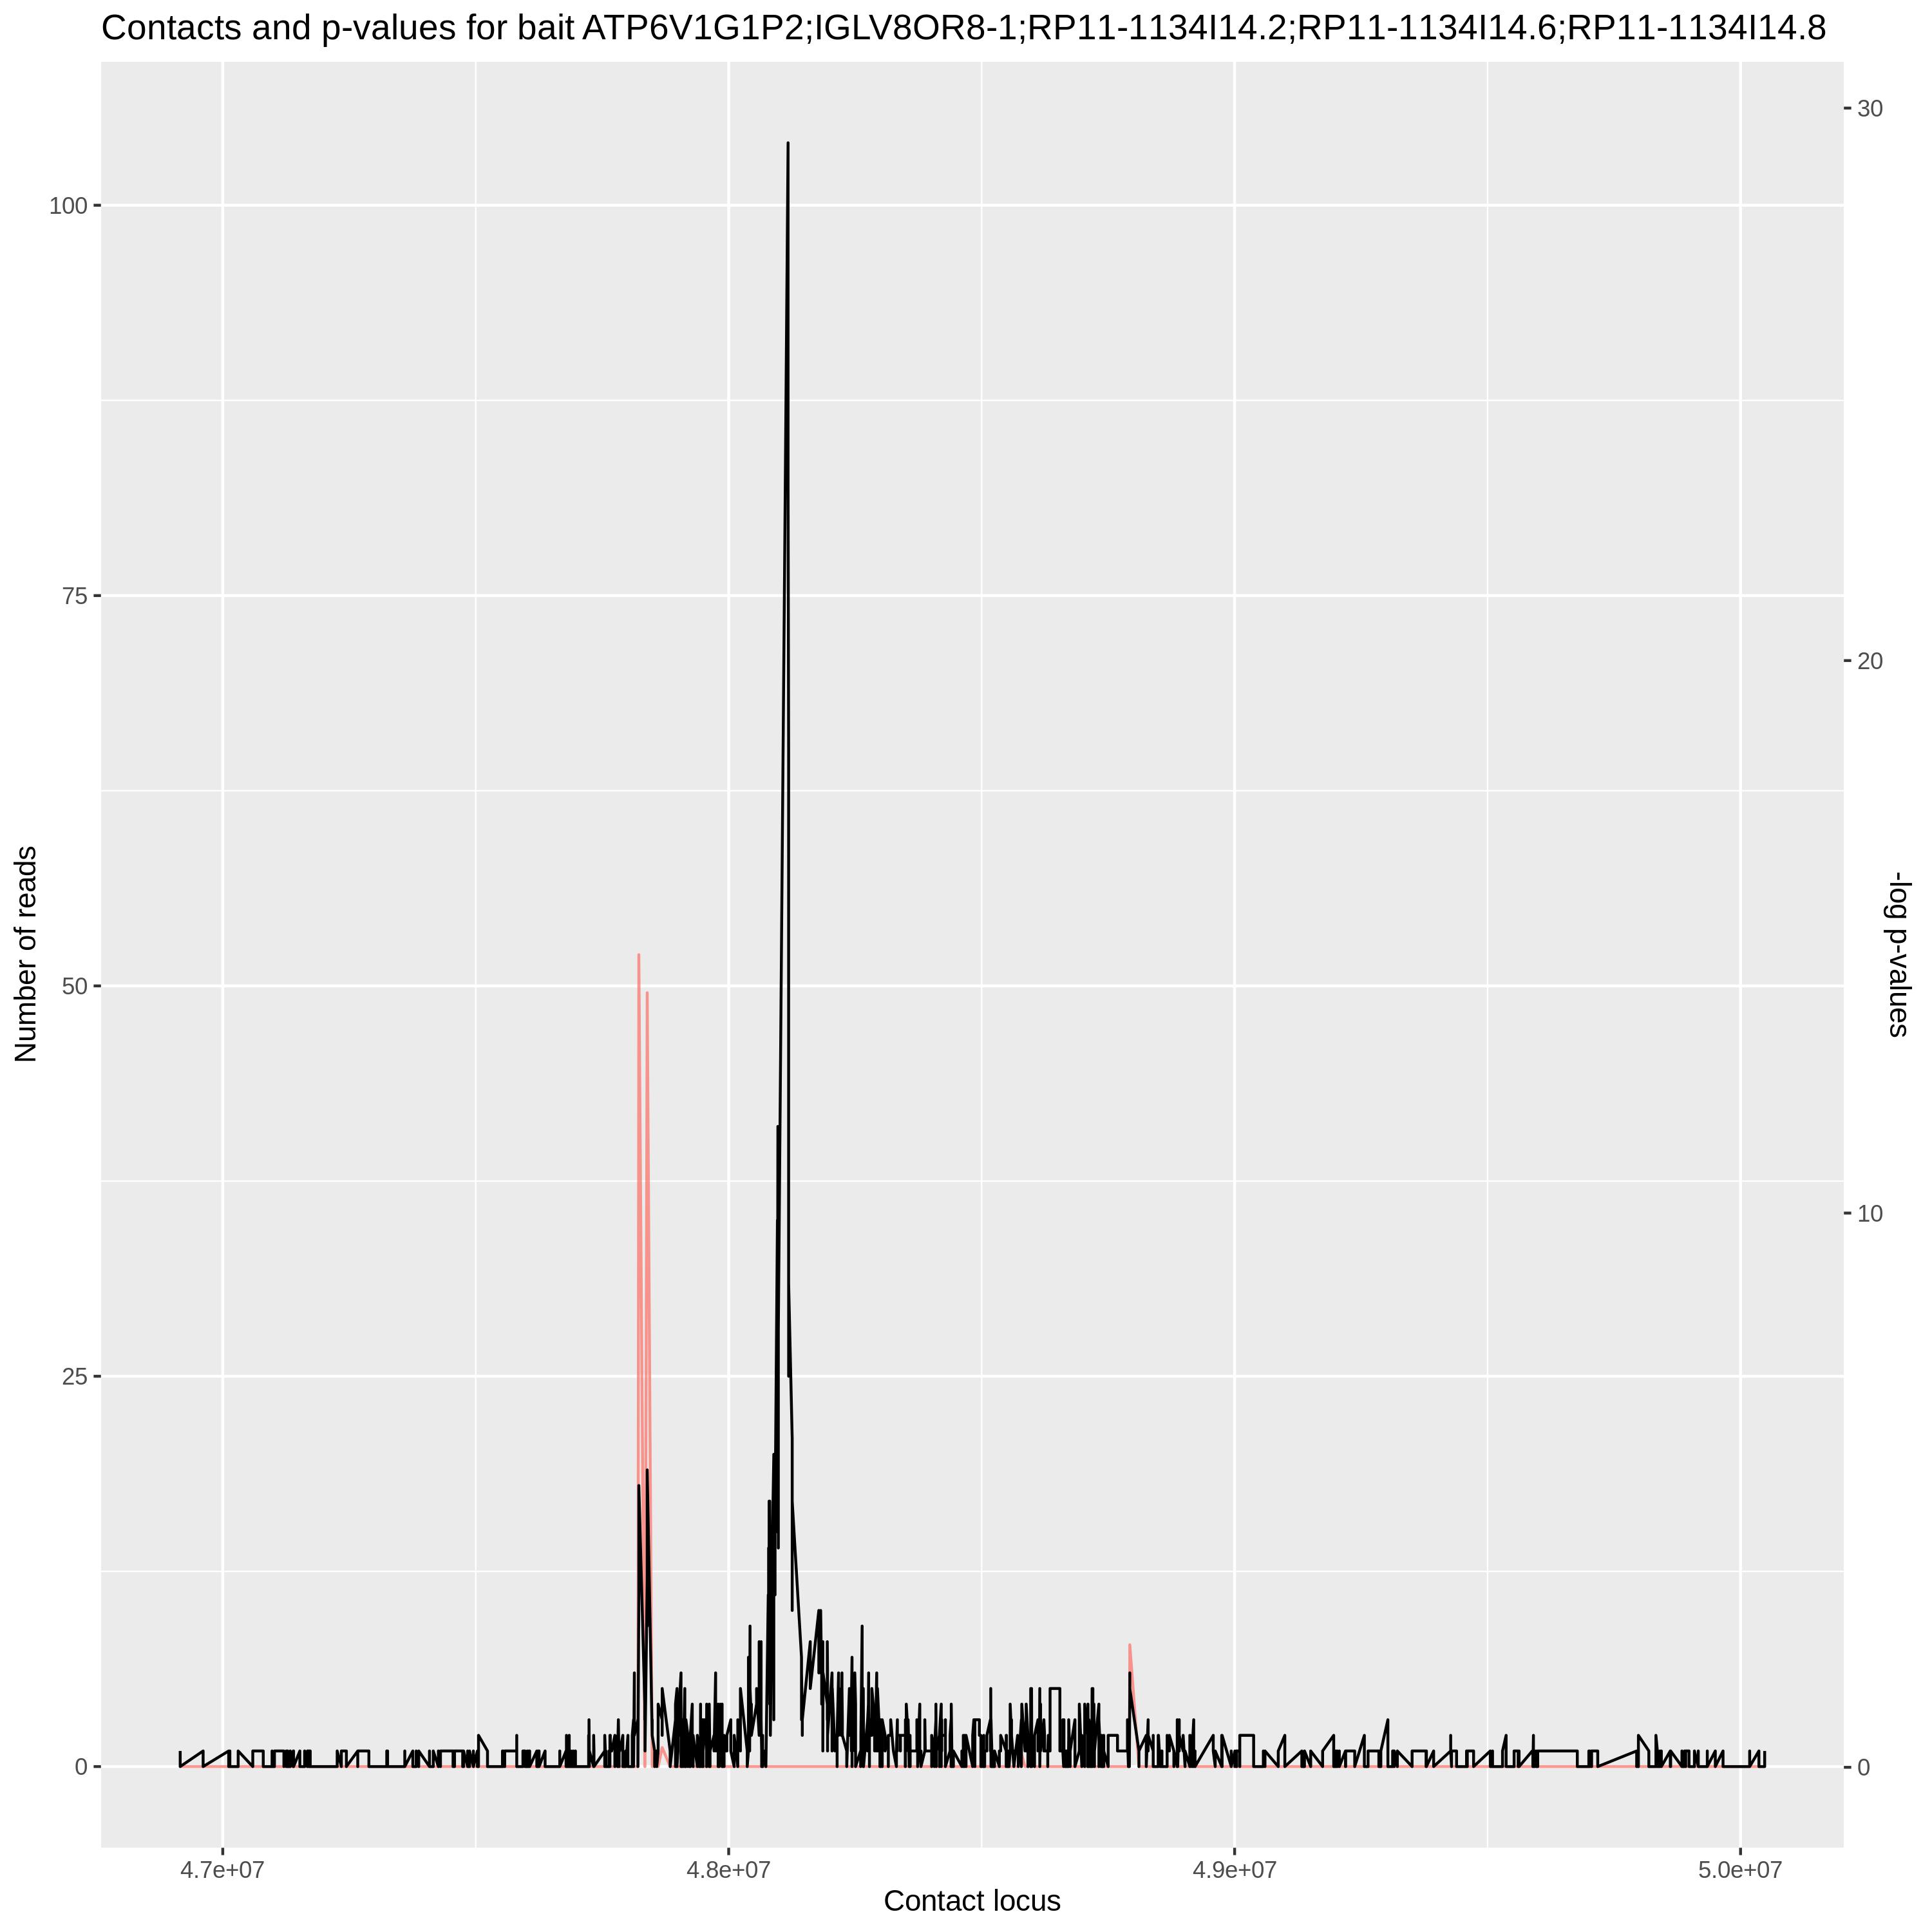 Contacts and p-values for bait ATP6V1G1P2;IGLV8OR8-1;RP11-1134I14.2;RP11-1134I14.6;RP11-1134I14.8
30
100
75
20
Number of reads
-log p-values
50
10
25
0
0
4.7e+07
4.8e+07
4.9e+07
5.0e+07
Contact locus